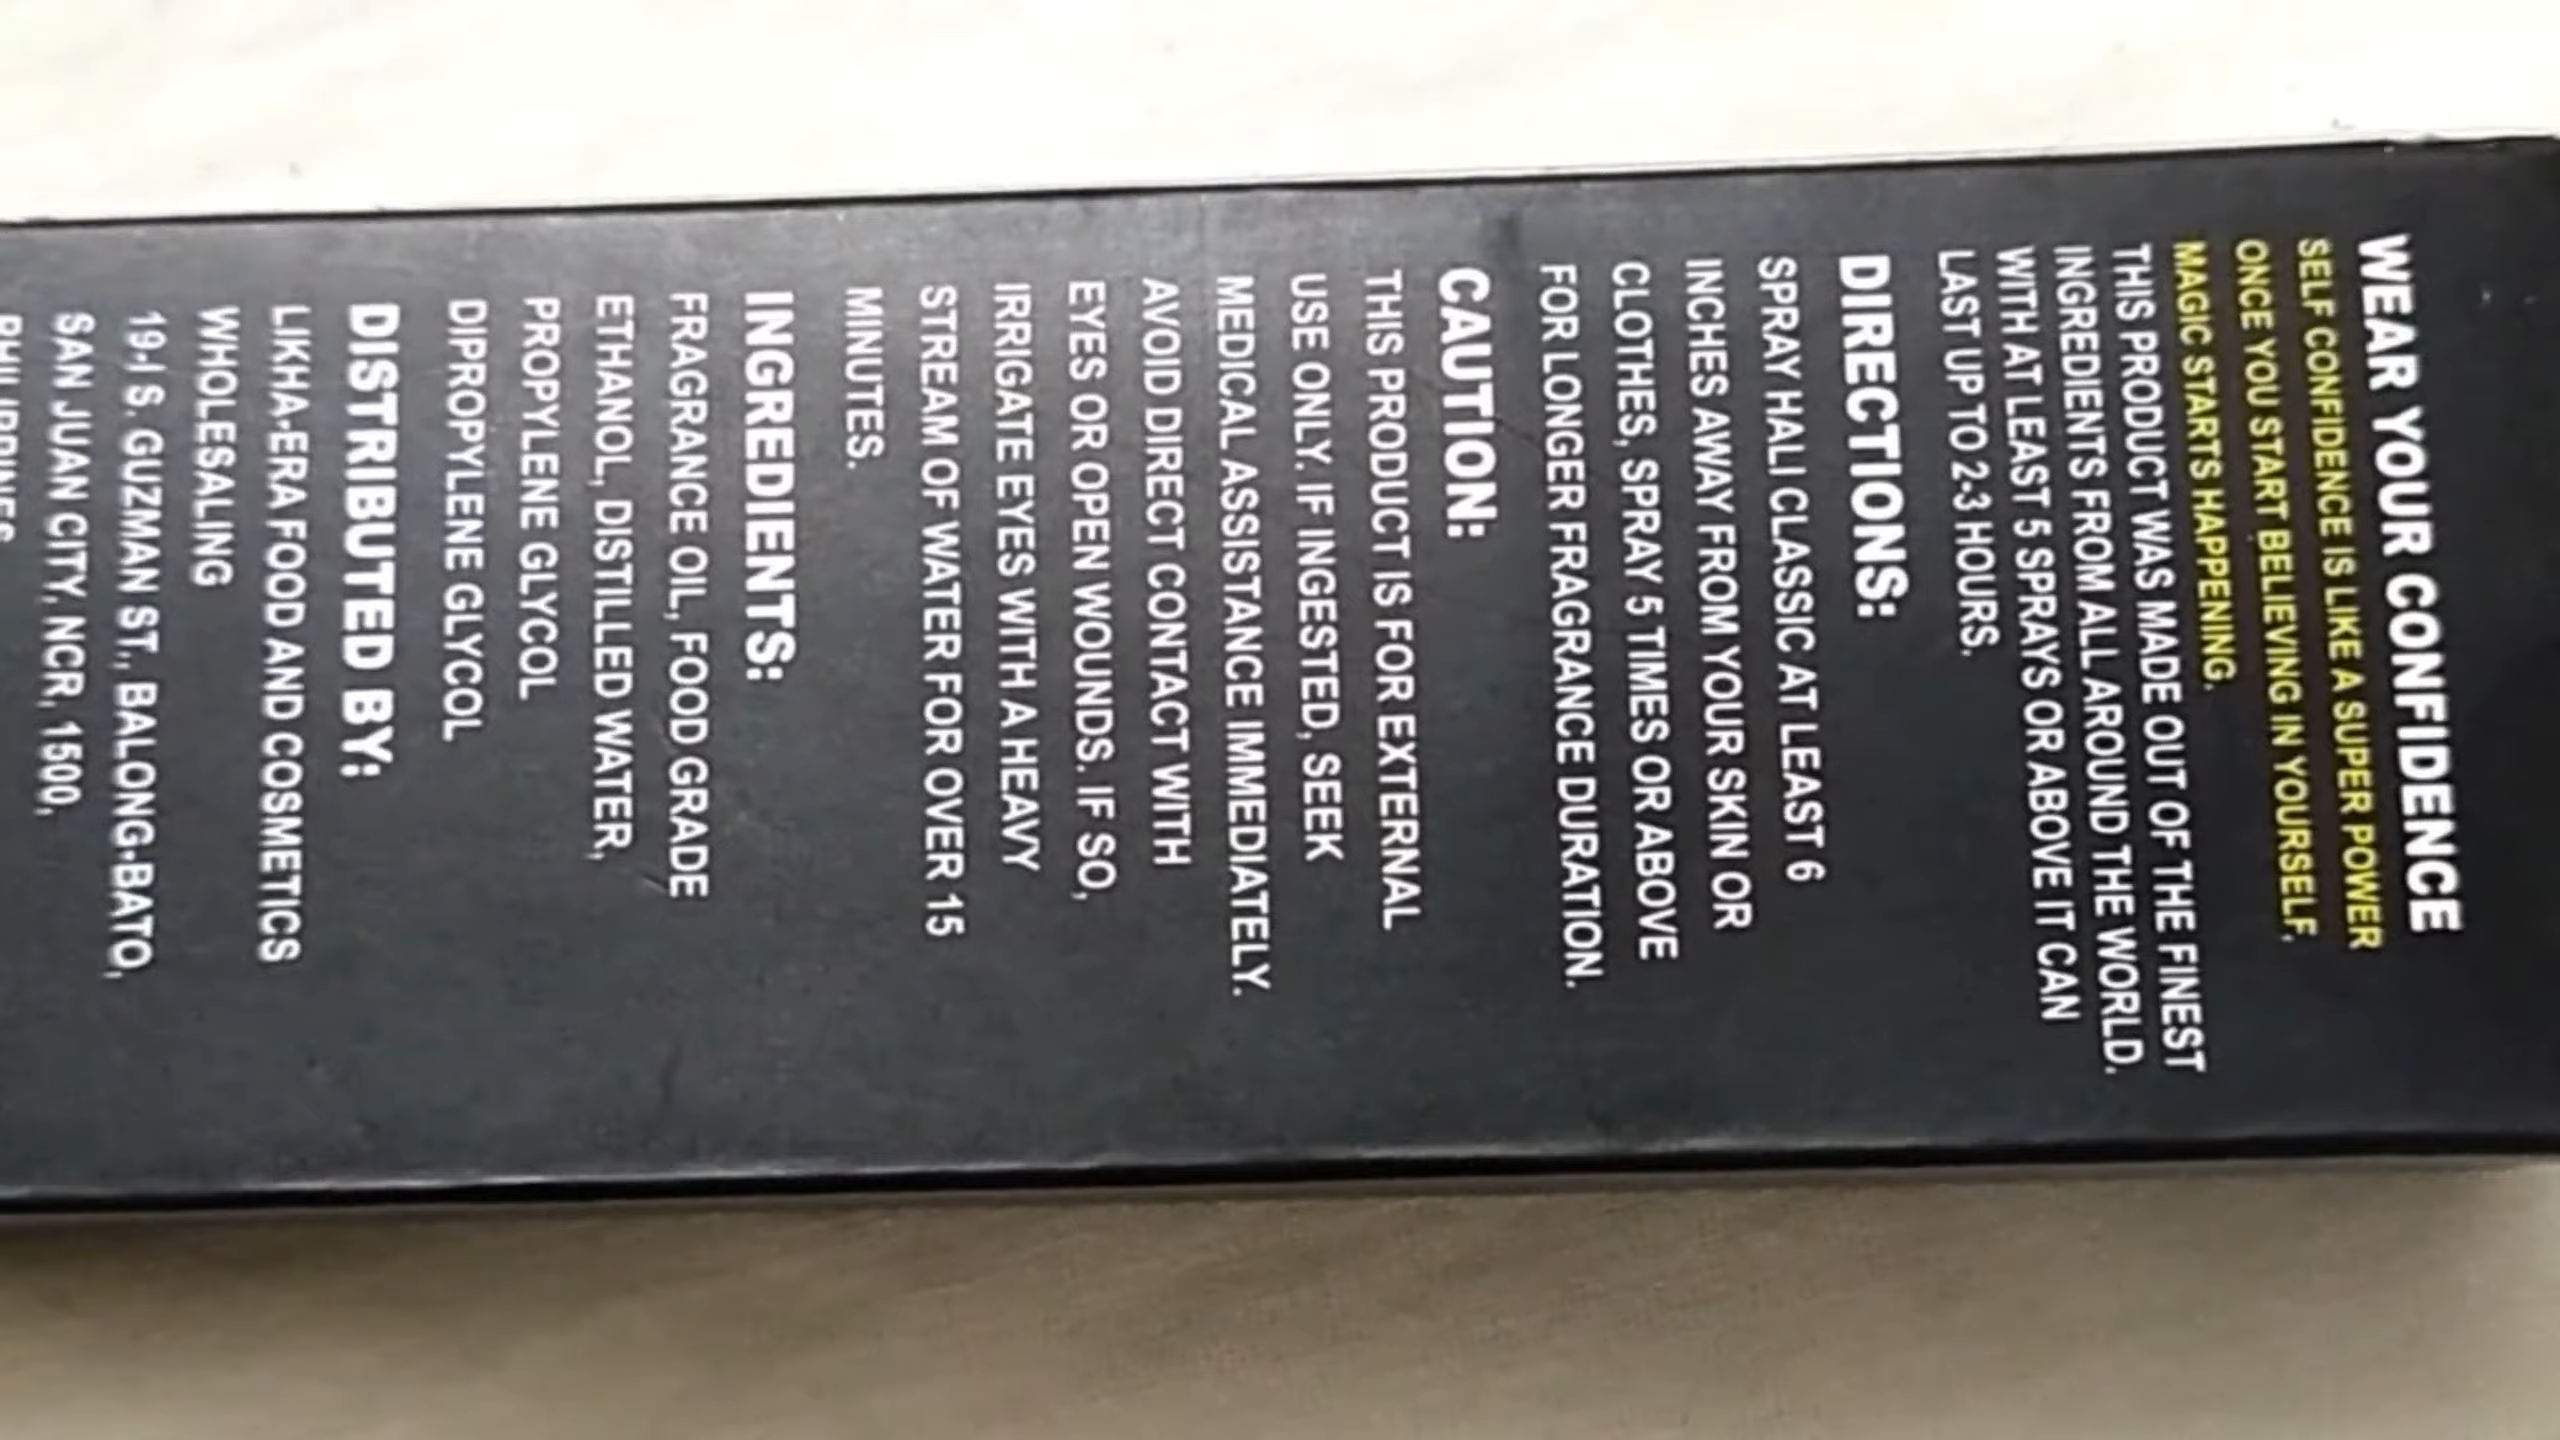 WEAR YOUR CONFIDENCE
SELF CONFIDENCE IS LIKE A SUPER POWER
ONCE YOU START BELIEVING IN YOURSELF,
MAGIC STARTS HAPPENING.
THIS PRODUCT WAS MADE OUT OF THE FINEST
INGREDIENTS FROM ALL AROUND THE WORLD.
WITH AT LEAST 5 SPRAYS OR ABOVE IT CAN
LAST UP TO 2-3 HOURS.
DIRECTIONS:
SPRAY HALI CLASSIC AT LEAST 6
INCHES AWAY FROM YOUR SKIN OR
CLOTHES, SPRAY 5 TIMES OR ABOVE
FOR LONGER FRAGRANCE DURATION.
CAUTION:
THIS PRODUCT IS FOR EXTERNAL
USE ONLY. IF INGESTED, SEEK
MEDICAL ASSISTANCE IMMEDIATELY.
AVOID DIRECT CONTACT WITH
EYES OR OPEN WOUNDS. IF SO,
IRRIGATE EYES WITH A HEAVY
STREAM OF WATER FOR OVER 15
MINUTES.
INGREDIENTS:
FRAGRANCE OIL, FOOD GRADE
ETHANOL, DISTILLED WATER,
PROPYLENE GLYCOL
DIPROPYLENE GLYCOL
DISTRIBUTED BY:
LIKHA-ERA FOOD AND COSMETICS
WHOLESALING
19-I S. GUZMAN ST., BALONG-BATO,
SAN JUAN CITY, NCR, 1500,
PHILIPPINES